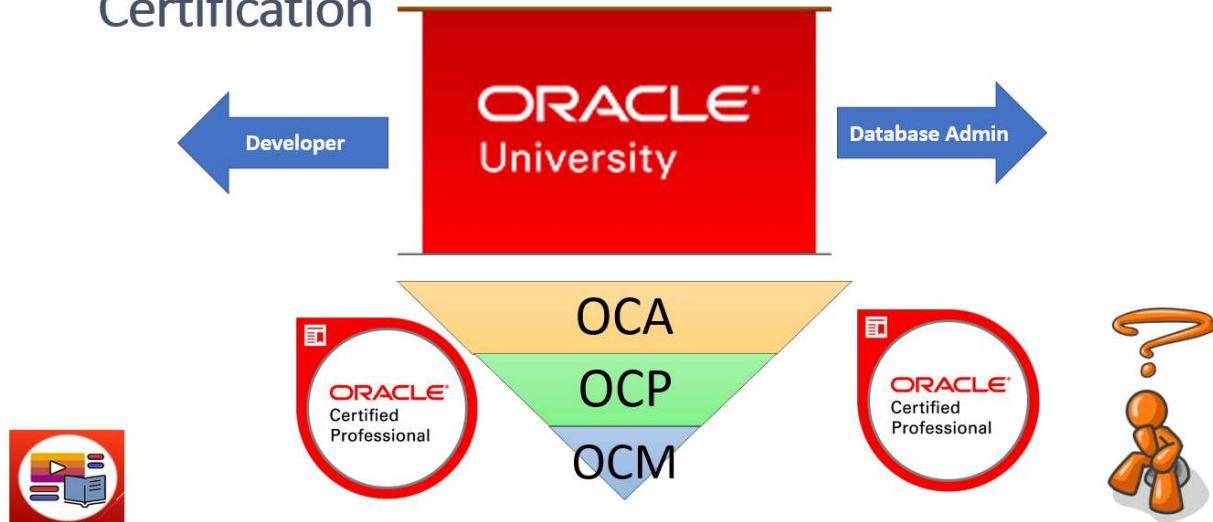 Certification
ORACLE®
University
Developer
Database Admin
OCA
OCP
OCM
ORACLE®
Certified
Professional
ORACLE®
Certified
Professional
?